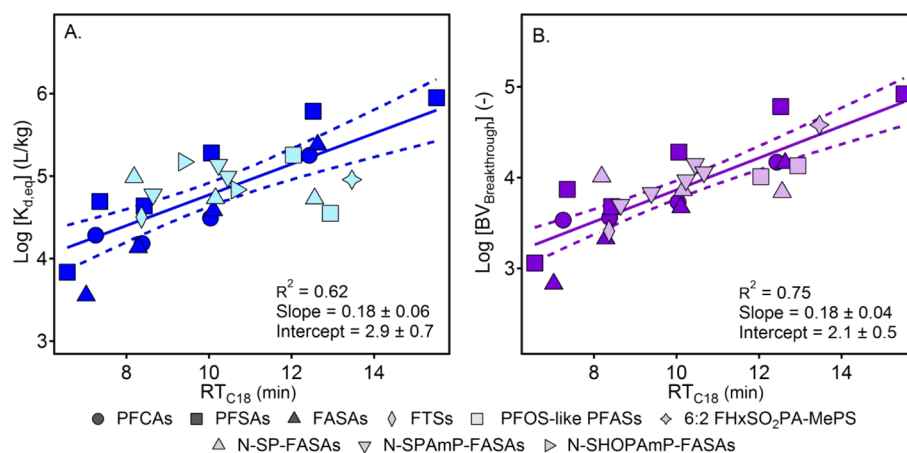 A.
Log [K_d,eq] (L/kg)
6
5
4
3
R² = 0.62
Slope = 0.18 ± 0.06
Intercept = 2.9 ± 0.7
8 10 12 14
RT_C18 (min)
B.
Log [BV_Breakthrough] (-)
5
4
3
R² = 0.75
Slope = 0.18 ± 0.04
Intercept = 2.1 ± 0.5
8 10 12 14
RT_C18 (min)
PFCAs PFSAs FASAs FTSs PFOS-like PFASs 6:2 FHxSO₂PA-MePS
N-SP-FASAs N-SPAmP-FASAs N-SHOPAmP-FASAs